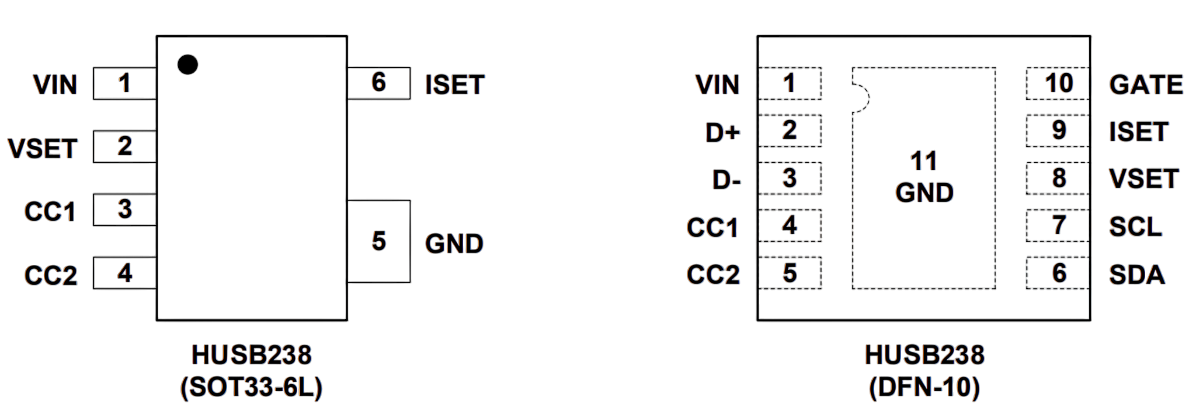 VIN 1 6 ISET
VSET 2
CC1 3
5 GND
CC2 4
HUSB238
(SOT33-6L)
VIN 1 10 GATE
D+ 2 9 ISET
11
GND
D- 3 8 VSET
CC1 4 7 SCL
CC2 5 6 SDA
HUSB238
(DFN-10)